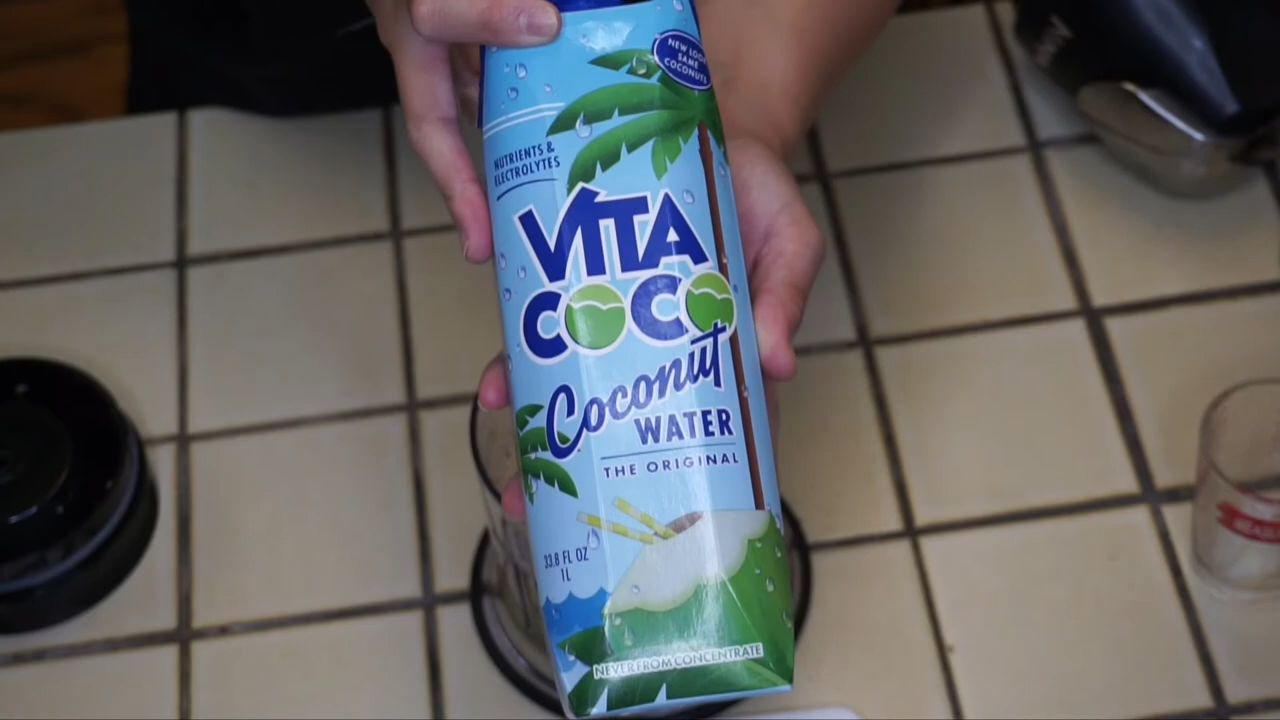 NEW LOOK
SAME
COCONUTS
NUTRIENTS &
ELECTROLYTES
VITA
COCO
Coconut
WATER
THE ORIGINAL
33.8 FL OZ
1L
NEVER FROM CONCENTRATE